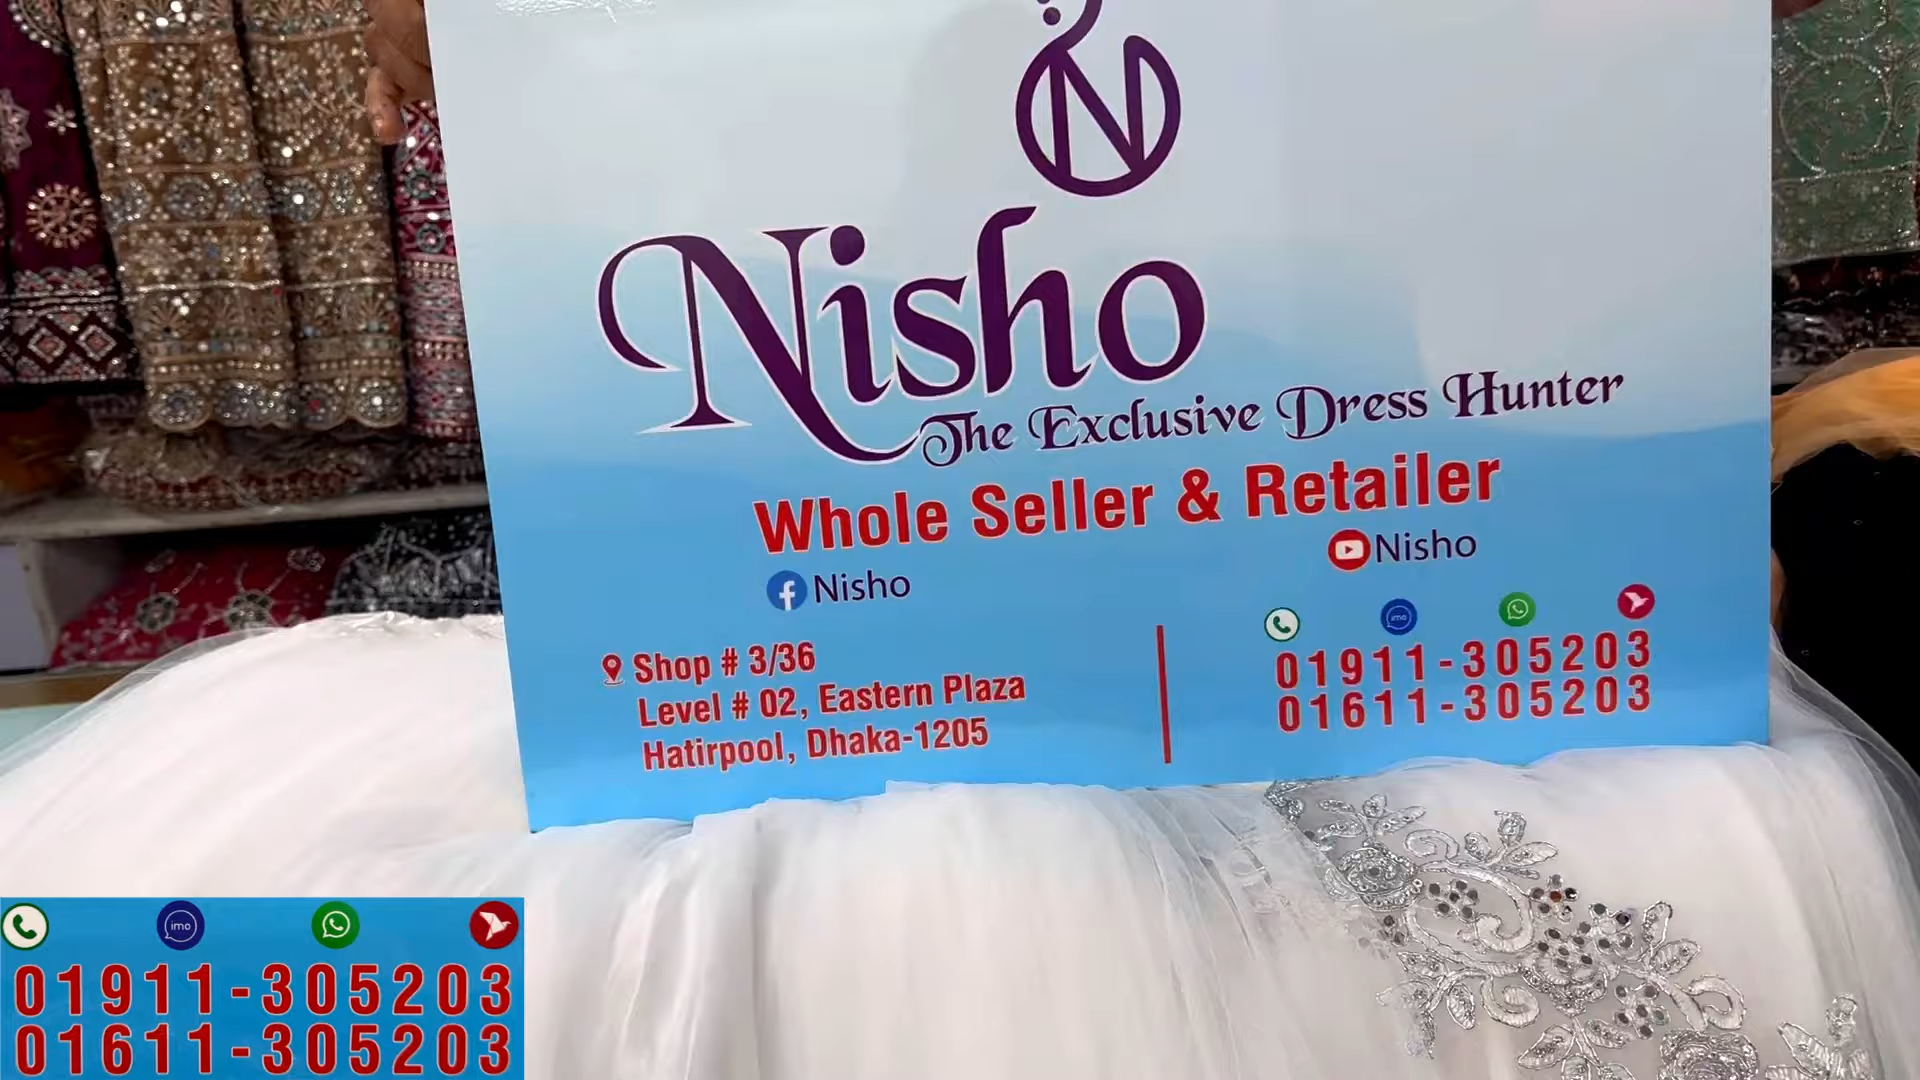 N
Nisho
The Exclusive Dress Hunter
Whole Seller & Retailer
Nisho
Nisho
Shop # 3/36
Level # 02, Eastern Plaza
Hatirpool, Dhaka-1205
imo
01911-305203
01611-305203
imo
01911-305203
01611-305203